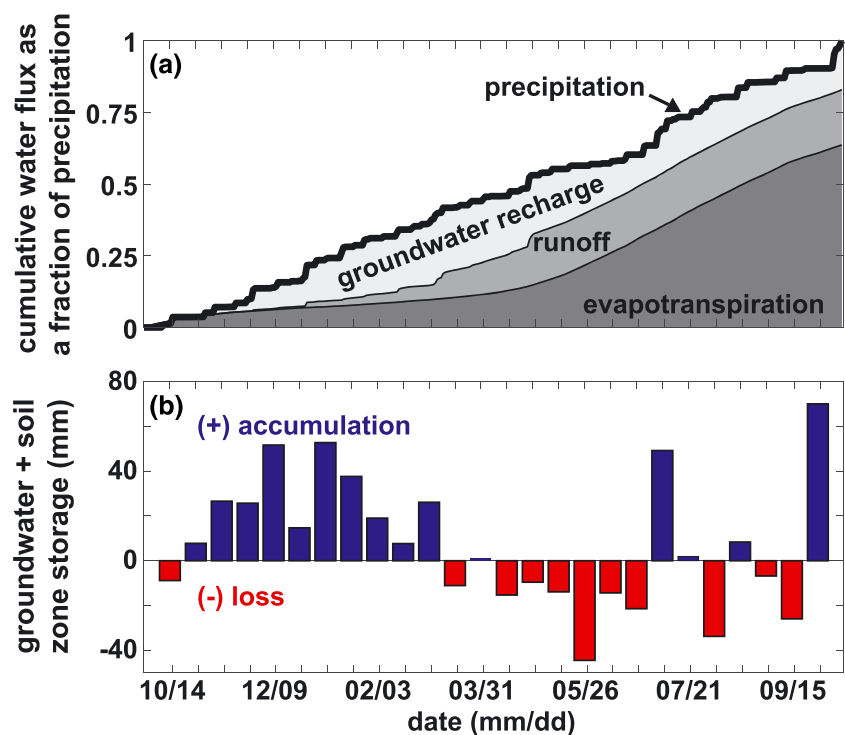 cumulative water flux as
a fraction of precipitation
1
0.75
0.5
0.25
0
(a)
precipitation
groundwater recharge
runoff
evapotranspiration
groundwater + soil
zone storage (mm)
80
40
0
-40
(b)
(+) accumulation
(-) loss
10/14 12/09 02/03 03/31 05/26 07/21 09/15
date (mm/dd)